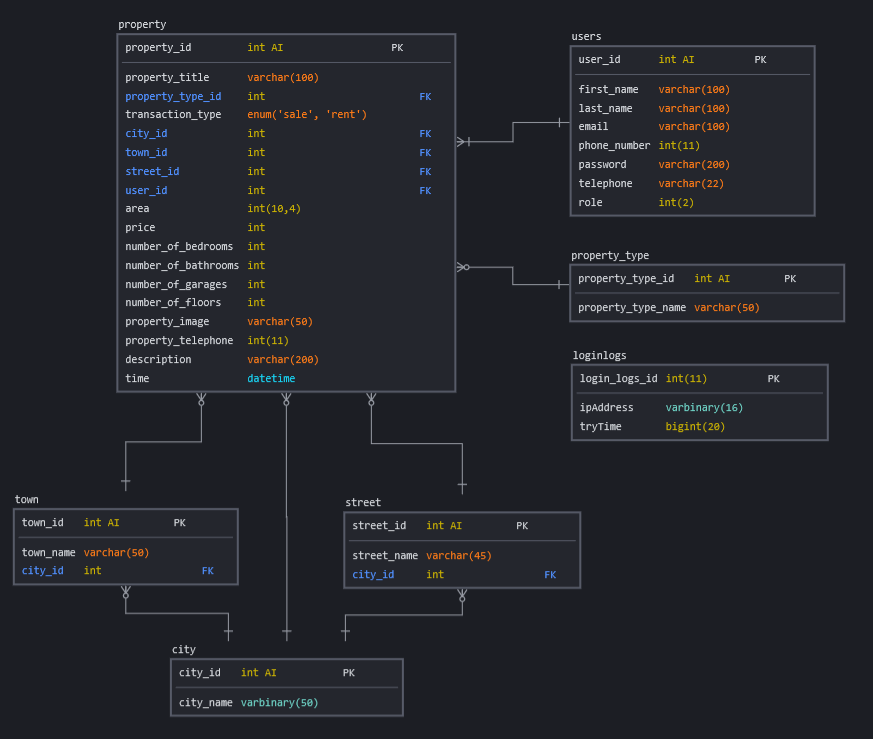 property
property_id int AI PK
property_title varchar(100)
property_type_id int FK
transaction_type enum('sale', 'rent')
city_id int FK
town_id int FK
street_id int FK
user_id int FK
area int(10,4)
price int
number_of_bedrooms int
number_of_bathrooms int
number_of_garages int
number_of_floors int
property_image varchar(50)
property_telephone int(11)
description varchar(200)
time datetime
users
user_id int AI PK
first_name varchar(100)
last_name varchar(100)
email varchar(100)
phone_number int(11)
password varchar(200)
telephone varchar(22)
role int(2)
property_type
property_type_id int AI PK
property_type_name varchar(50)
loginlogs
login_logs_id int(11) PK
ipAddress varbinary(16)
tryTime bigint(20)
town
town_id int AI PK
town_name varchar(50)
city_id int FK
street
street_id int AI PK
street_name varchar(45)
city_id int FK
city
city_id int AI PK
city_name varbinary(50)